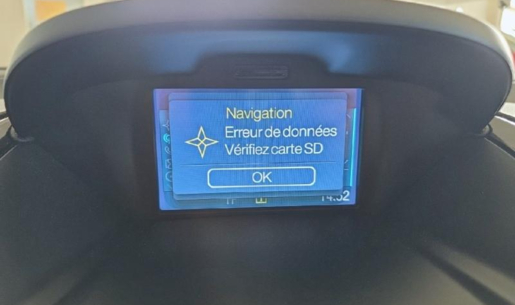 Navigation
Erreur de données
Vérifiez carte SD
OK